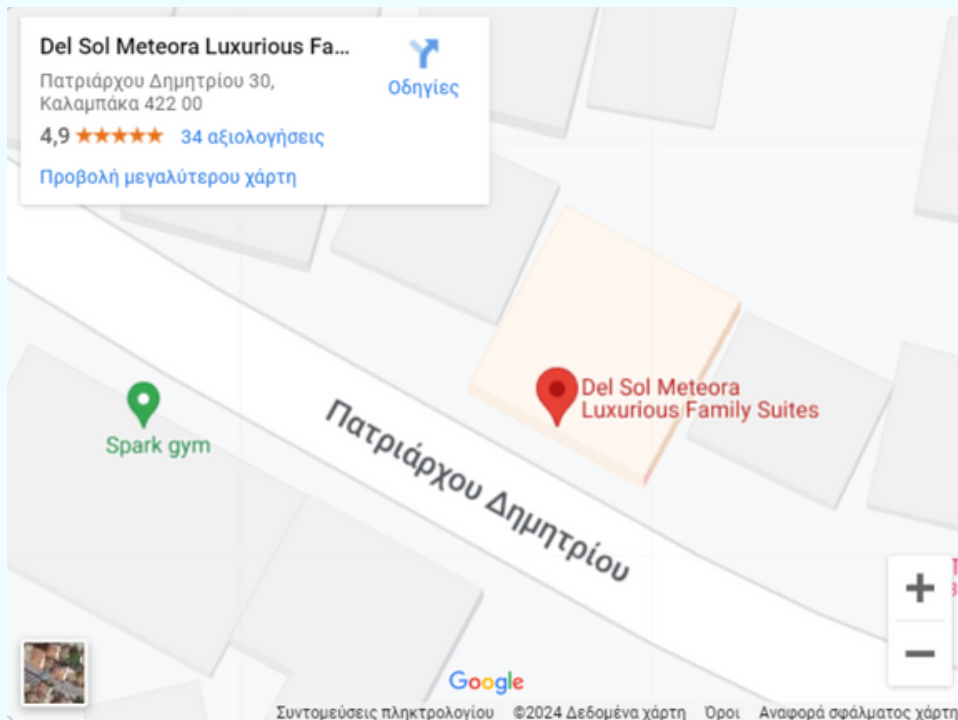 Del Sol Meteora Luxurious Fa...
Πατριάρχου Δημητρίου 30,
Καλαμπάκα 422 00
4,9
34 αξιολογήσεις
Προβολή μεγαλύτερου χάρτη
Οδηγίες
Del Sol Meteora
Luxurious Family Suites
Spark gym
Πατριάρχου Δημητρίου
Google
Συντομεύσεις πληκτρολογίου
©2024 Δεδομένα χάρτη
Όροι
Αναφορά σφάλματος χάρτη